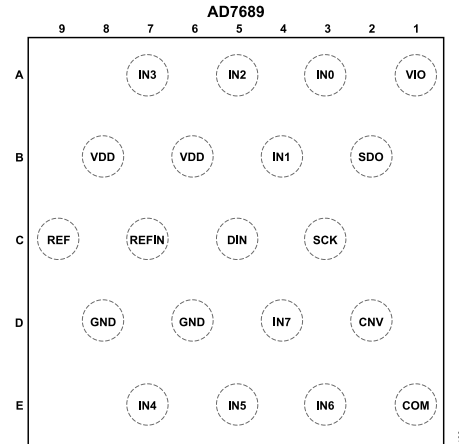 AD7689
9 8 7 6 5 4 3 2 1
A IN3 IN2 IN0 VIO
B VDD VDD IN1 SDO
C REF REFIN DIN SCK
D GND GND IN7 CNV
E IN4 IN5 IN6 COM